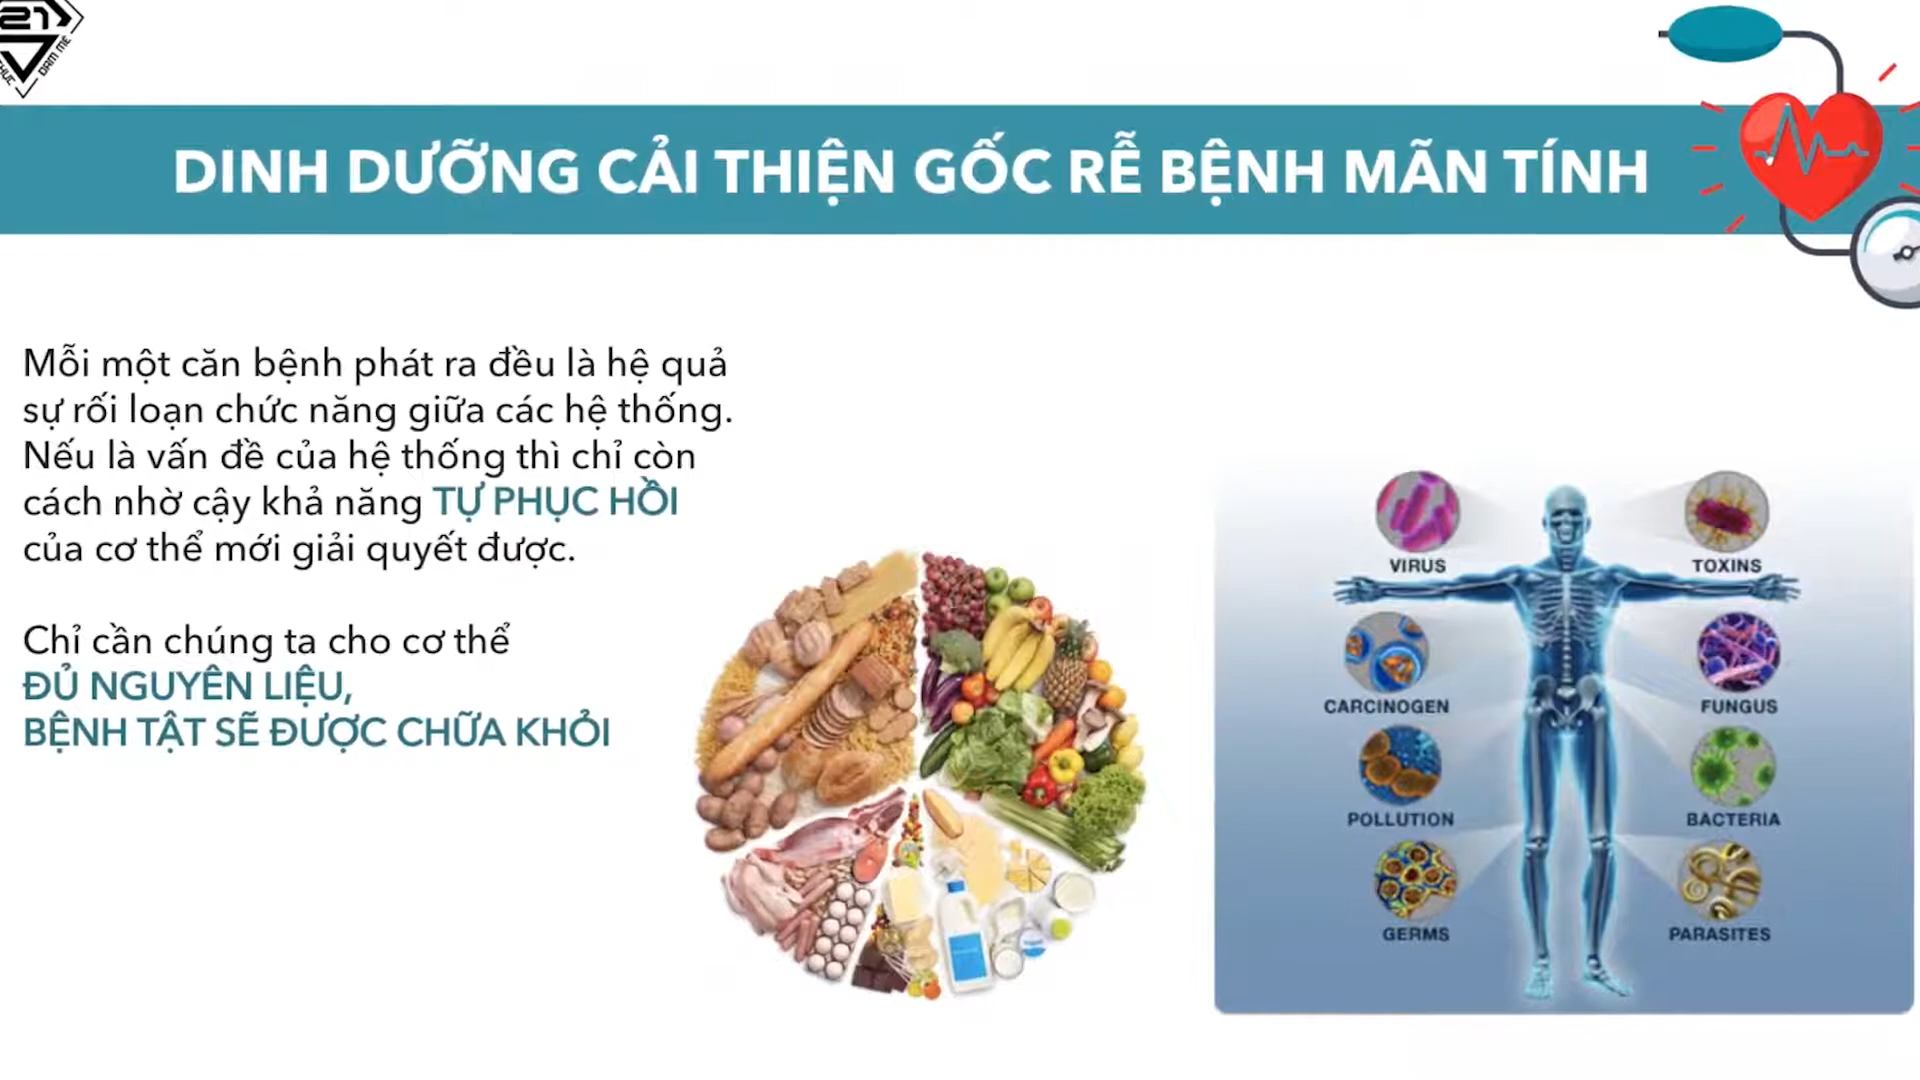 21
THỰC
ĐAM MÊ
DINH DƯỠNG CẢI THIỆN GỐC RỄ BỆNH MÃN TÍNH
Mỗi một căn bệnh phát ra đều là hệ quả
sự rối loạn chức năng giữa các hệ thống.
Nếu là vấn đề của hệ thống thì chỉ còn
cách nhờ cậy khả năng TỰ PHỤC HỒI
của cơ thể mới giải quyết được.
Chỉ cần chúng ta cho cơ thể
ĐỦ NGUYÊN LIỆU,
BỆNH TẬT SẼ ĐƯỢC CHỮA KHỎI
VIRUS
TOXINS
CARCINOGEN
FUNGUS
POLLUTION
BACTERIA
GERMS
PARASITES